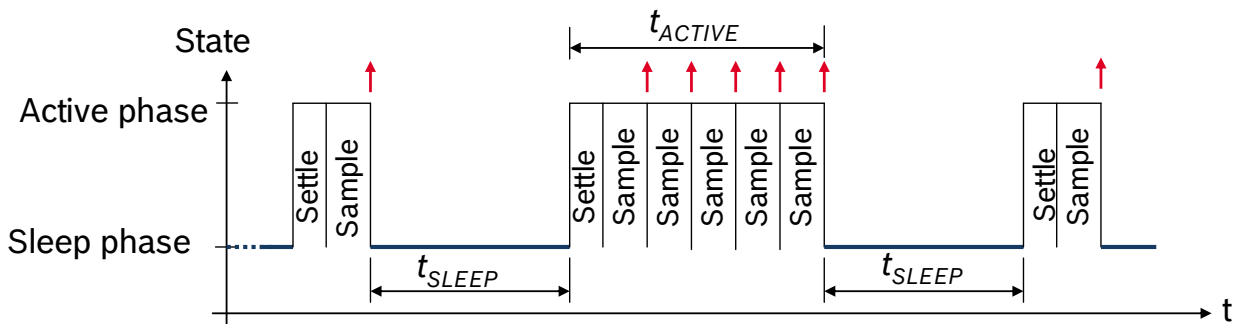 t_ACTIVE
State
Active phase
Settle
Sample
Settle
Sample
Sample
Sample
Sample
Sample
Settle
Sample
Sleep phase
t_SLEEP
t_SLEEP
t